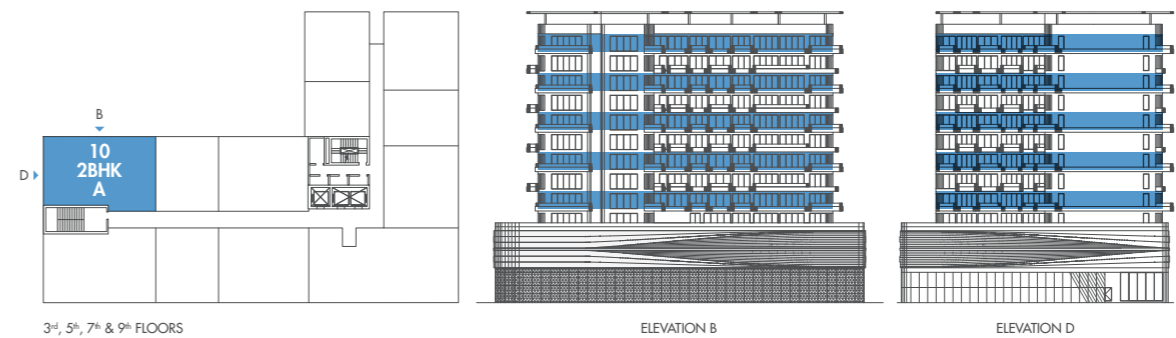 B
D
10
2BHK
A
3rd, 5th, 7th & 9th FLOORS
ELEVATION B
ELEVATION D